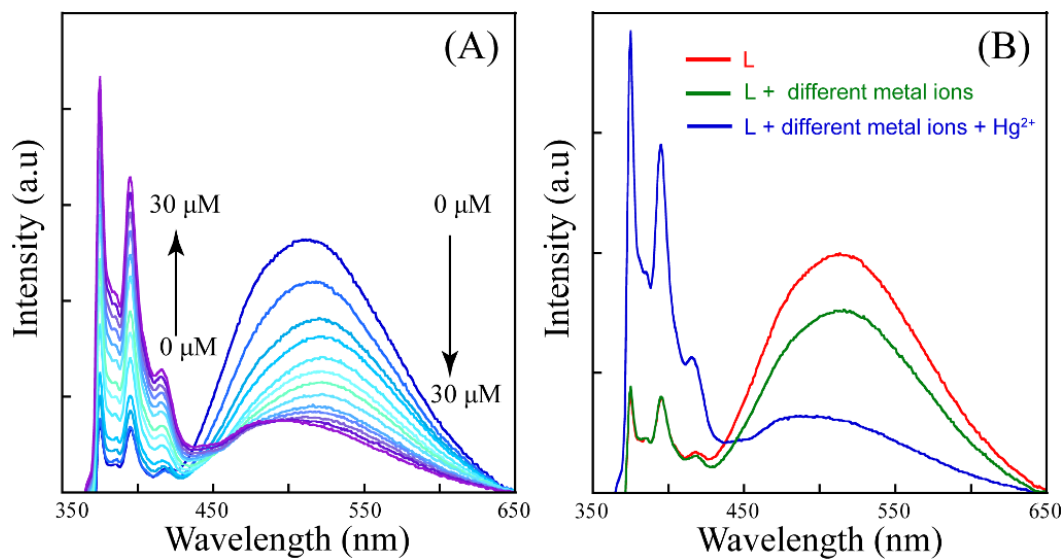 (A)
30 μM
0 μM
0 μM
30 μM
Intensity (a.u)
350
450
550
650
Wavelength (nm)
(B)
L
L + different metal ions
L + different metal ions + Hg²⁺
Intensity (a.u)
350
450
550
650
Wavelength (nm)